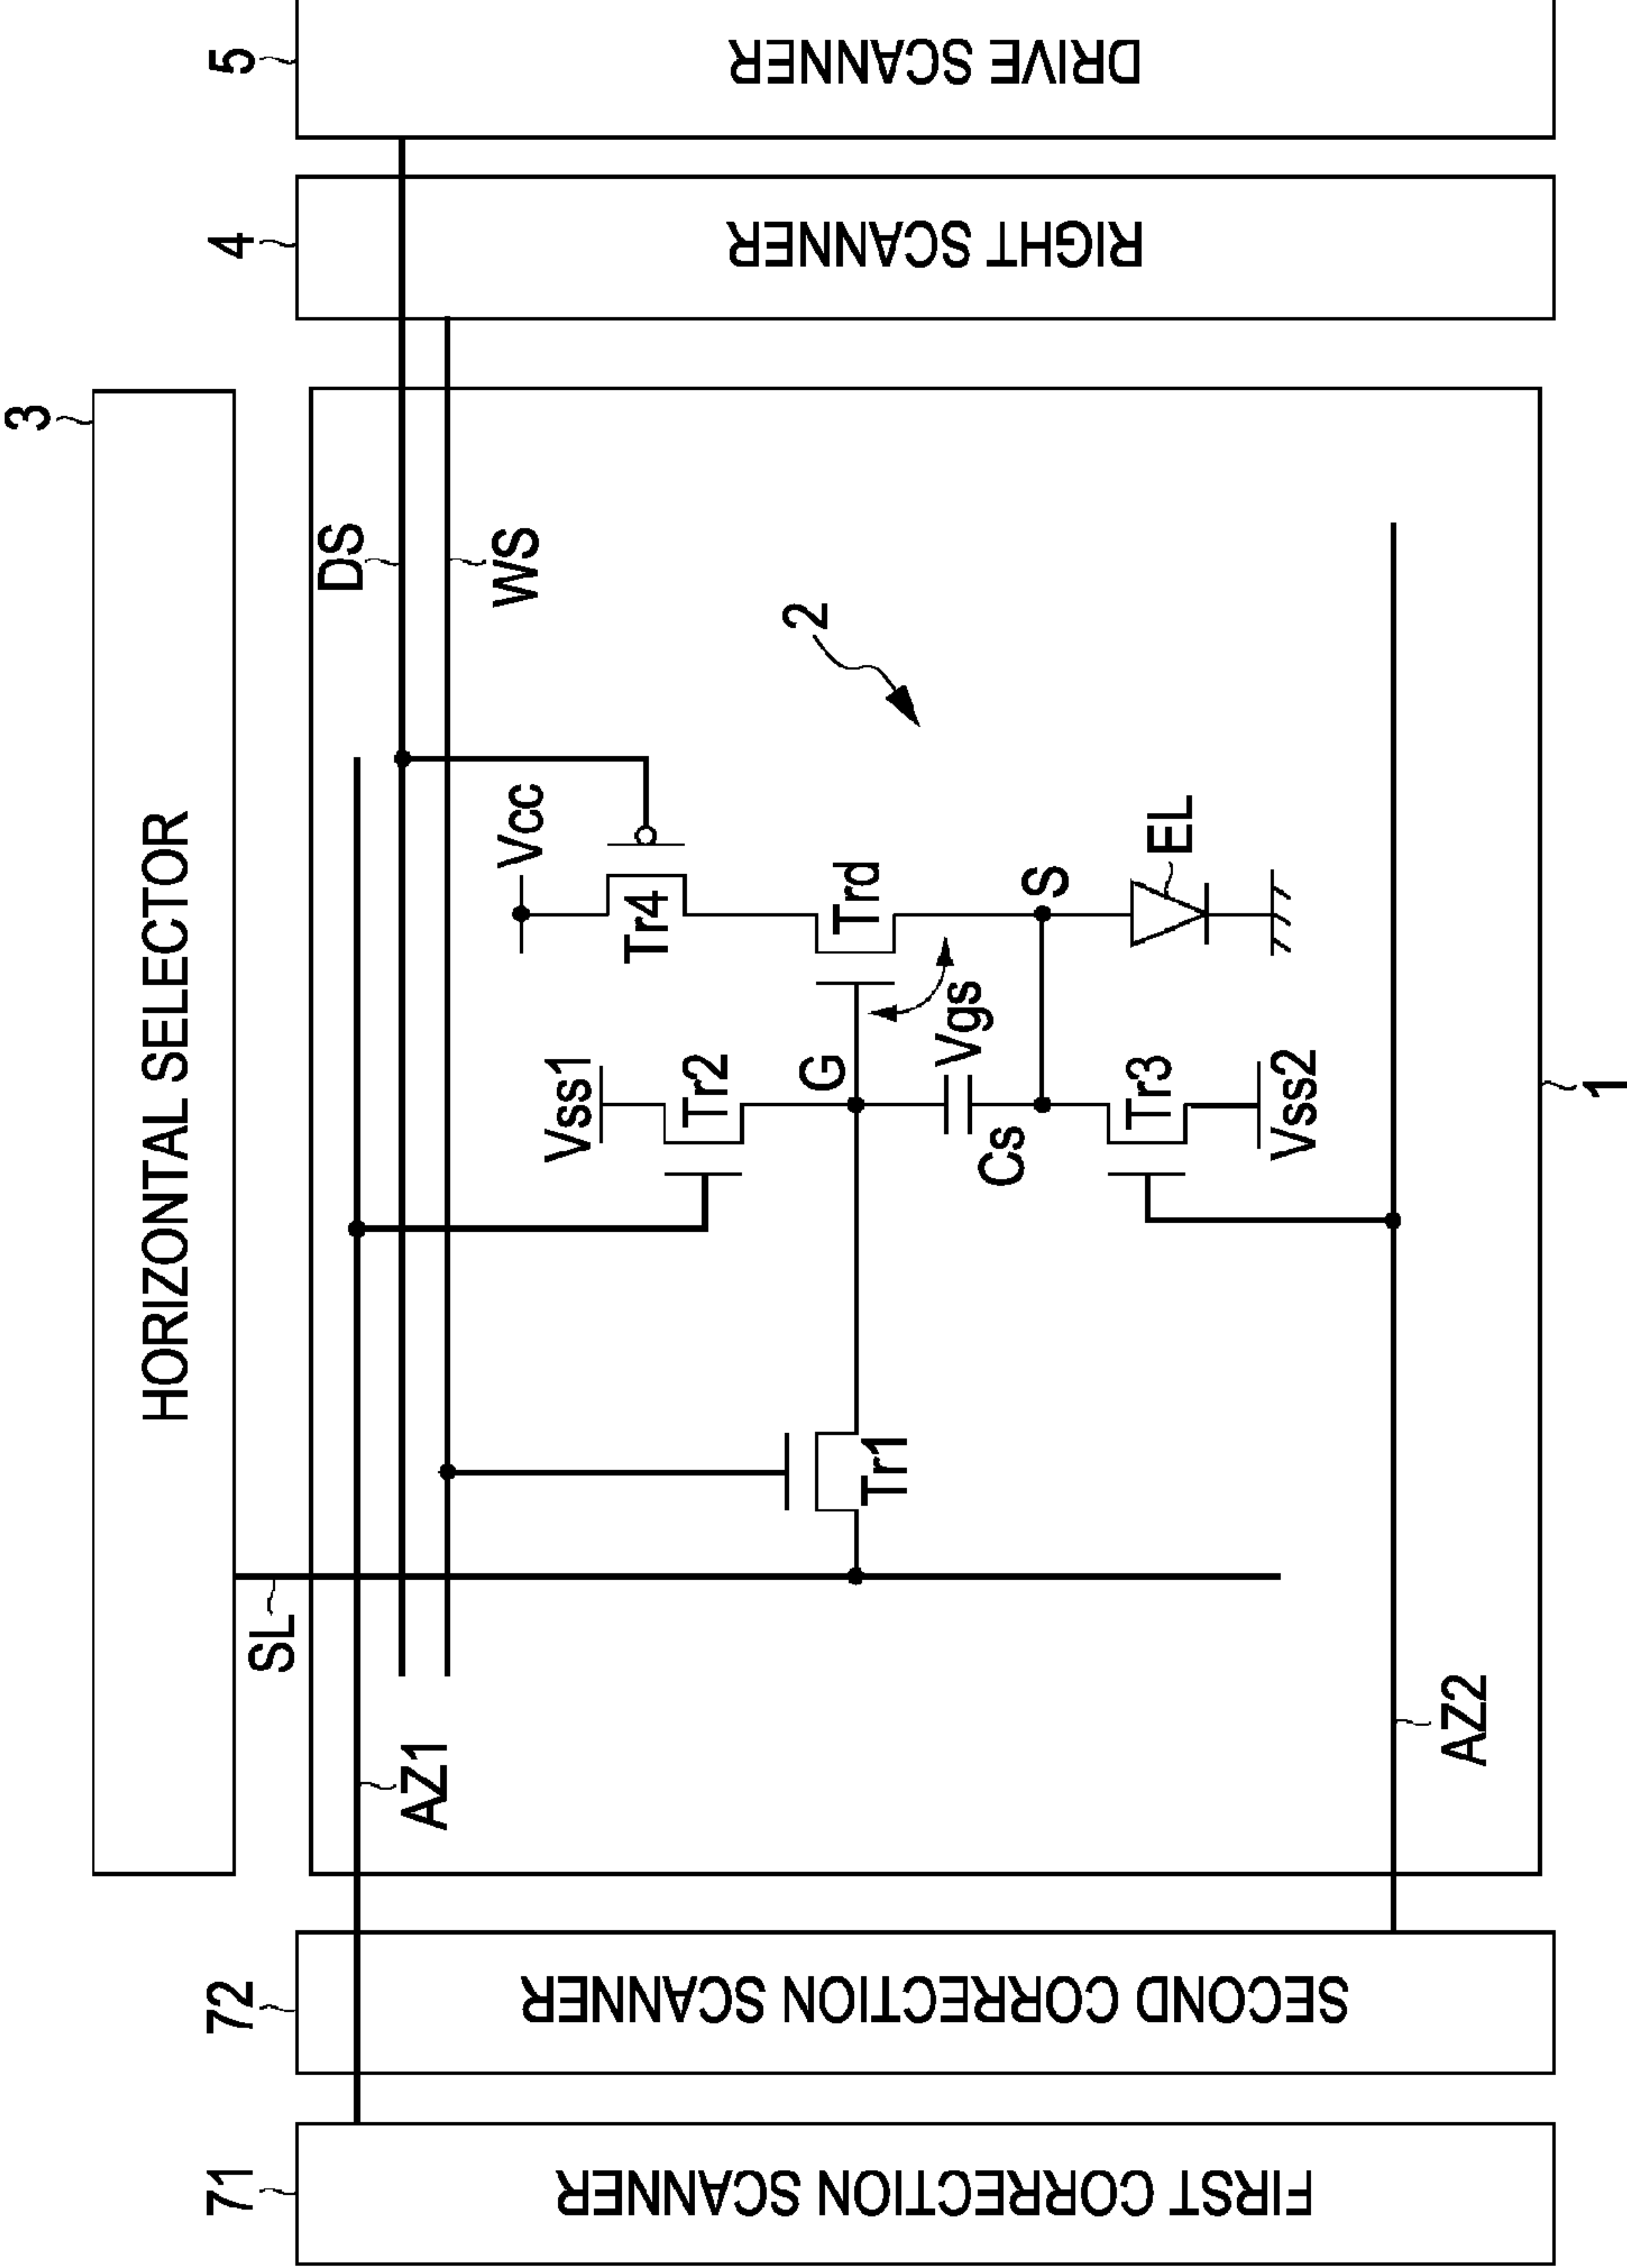 3
HORIZONTAL SELECTOR
71
72
4
5
SL
DS
AZ1
WS
Vcc
Vss1
Tr4
Tr2
2
G
Trd
Tr1
Vgs
Cs
S
Tr3
EL
Vss2
AZ2
1
FIRST CORRECTION SCANNER
SECOND CORRECTION SCANNER
RIGHT SCANNER
DRIVE SCANNER